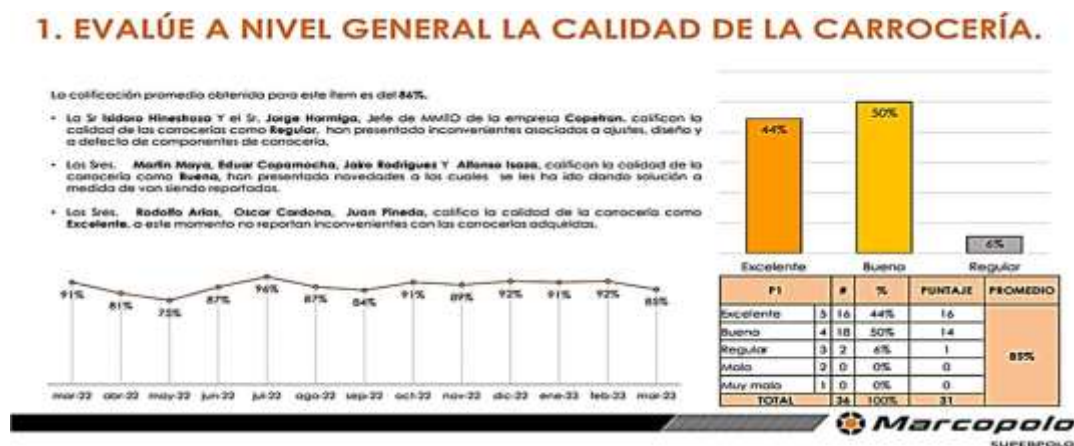 1. EVALÚE A NIVEL GENERAL LA CALIDAD DE LA CARROCERÍA.
La calificación promedio obtenida para este ítem es del 86%.
• La Sr Isidoro Hinestroza Y el Sr. Jorge Hormiga, Jefe de MMTO de la empresa Copetran, califican la
calidad de las carrocerías como Regular, han presentado inconvenientes asociados a ajustes, diseño y
a defecto de componentes de carrocería.
• Los Sres. Martin Maya, Eduar Copamocha, Jairo Rodriguez Y Alfonso Isaza, califican la calidad de la
carrocería como Buena, han presentado novedades a los cuales se les ha ido dando solución a
medida de van siendo reportadas.
• Los Sres. Rodolfo Arias, Oscar Cardona, Juan Pineda, califica la calidad de la carrocería como
Excelente, a este momento no reportan inconvenientes con las carrocerías adquiridas.
44%
50%
6%
Excelente Bueno Regular
91% 81% 75% 87% 96% 87% 84% 91% 89% 92% 91% 92% 85%
mar-22 abr-22 may-22 jun-22 jul-22 ago-22 sep-22 oct-22 nov-22 dic-22 ene-23 feb-23 mar-23
P1 # % PUNTAJE PROMEDIO
Excelente 5 16 44% 16
Bueno 4 18 50% 14
Regular 3 2 6% 1
85%
Malo 2 0 0% 0
Muy malo 1 0 0% 0
TOTAL 36 100% 31
Marcopolo
SUPERPOLO